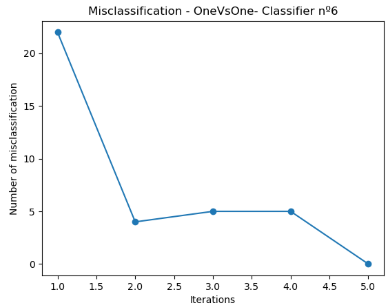 Misclassification - OneVsOne- Classifier nº6
Number of misclassification
20
15
10
5
0
1.0 1.5 2.0 2.5 3.0 3.5 4.0 4.5 5.0
Iterations